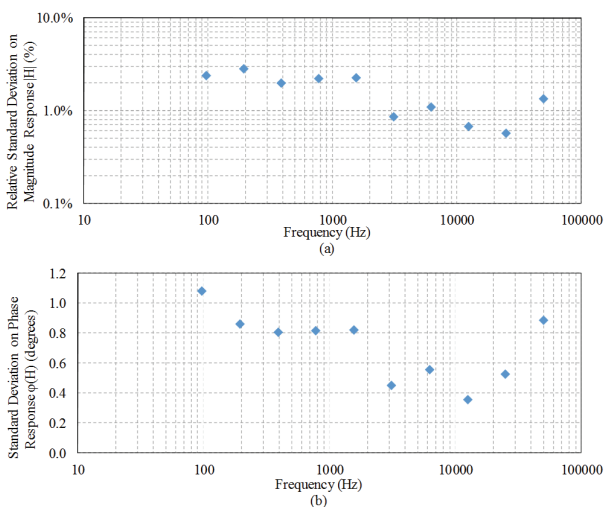 Relative Standard Deviation on
Magnitude Response|H| (%)
10.0%
1.0%
0.1%
10
100
1000
10000
100000
Frequency (Hz)
(a)
Standard Deviation on Phase
Response φ(H) (degrees)
1.2
1.0
0.8
0.6
0.4
0.2
0.0
10
100
1000
10000
100000
Frequency (Hz)
(b)